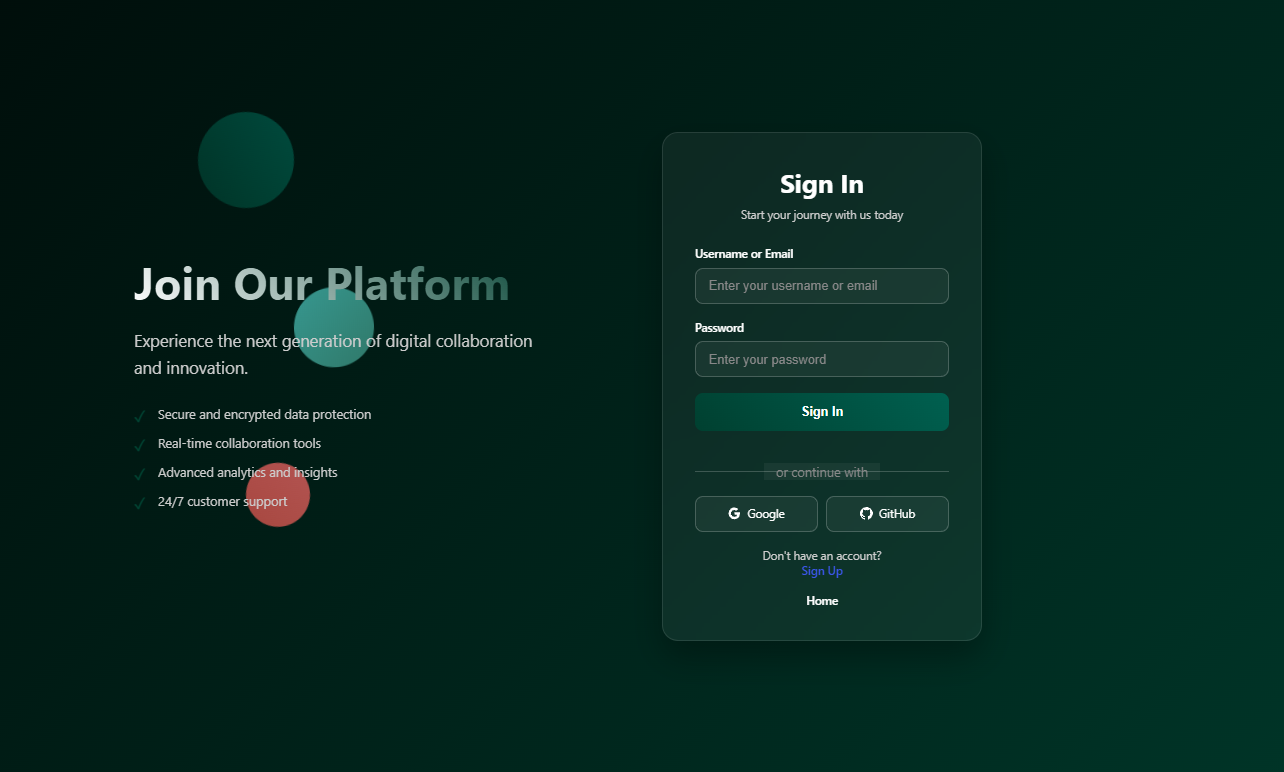 Join Our Platform
Experience the next generation of digital collaboration
and innovation.
✓ Secure and encrypted data protection
✓ Real-time collaboration tools
✓ Advanced analytics and insights
✓ 24/7 customer support
Sign In
Start your journey with us today
Username or Email
Enter your username or email
Password
Enter your password
Sign In
or continue with
Google
GitHub
Don't have an account?
Sign Up
Home